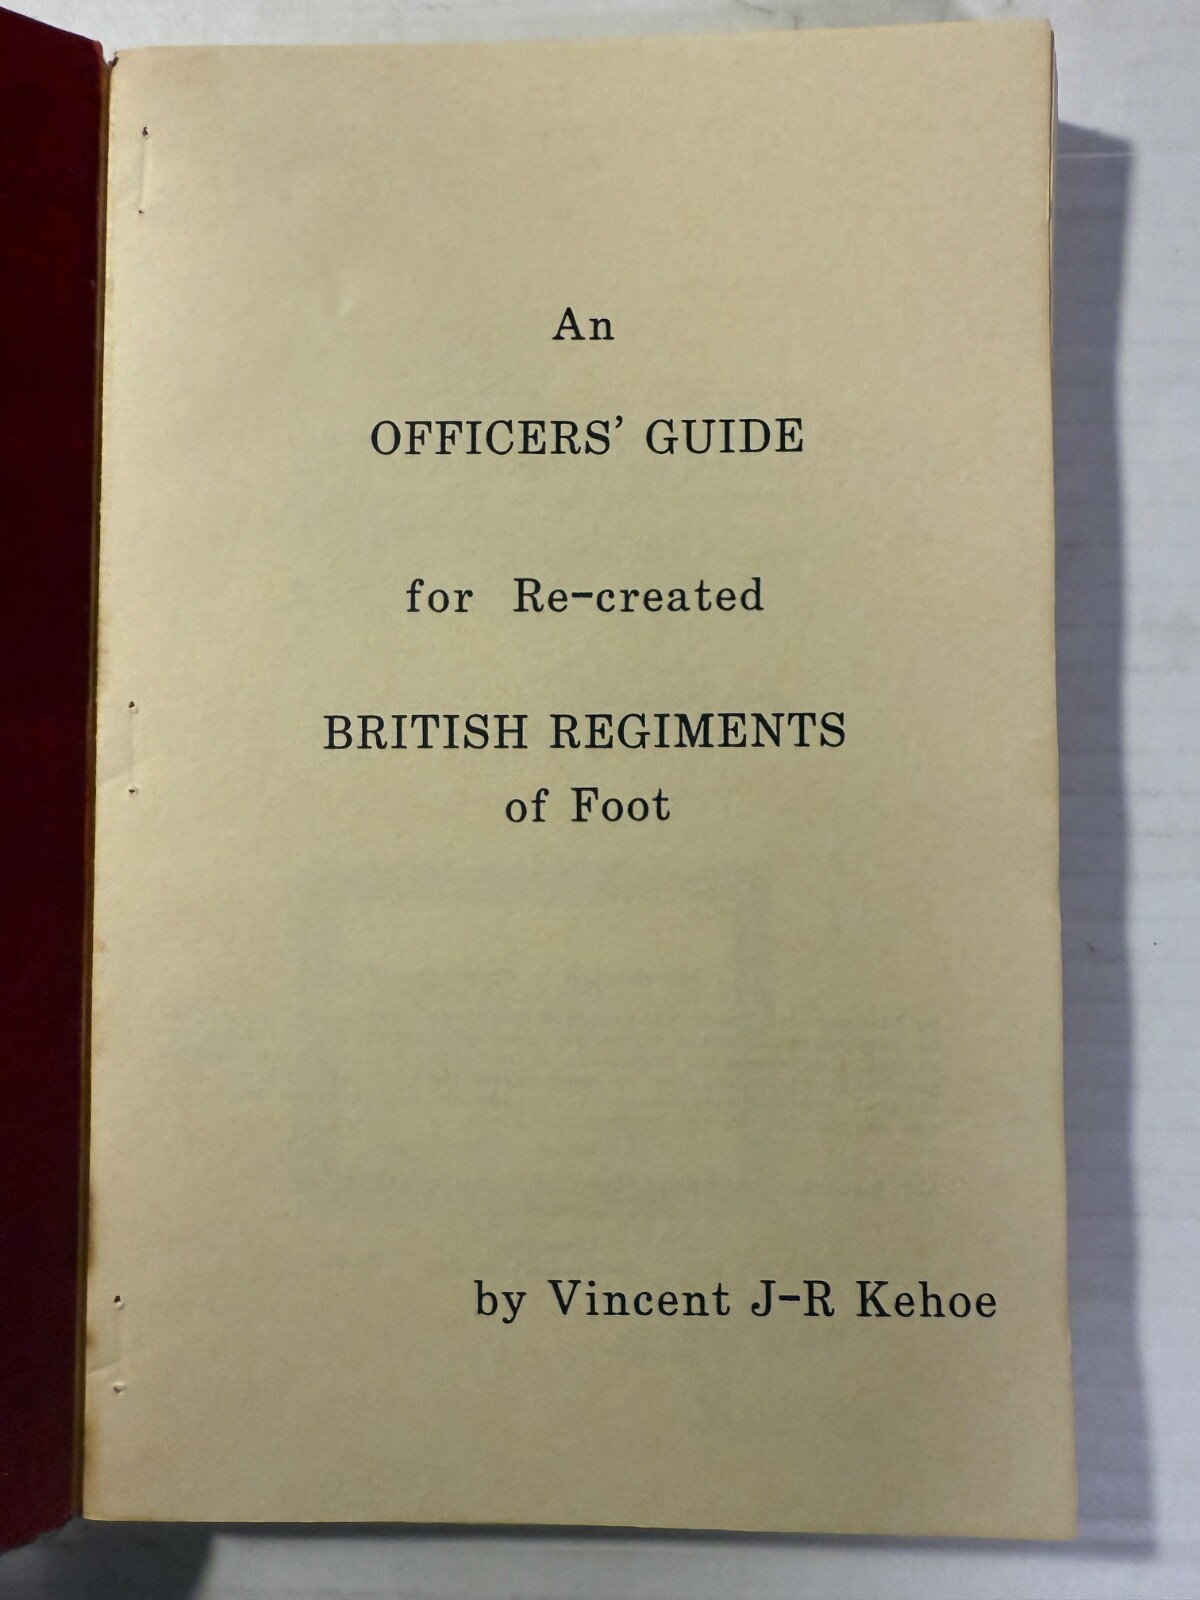 An
OFFICERS’ GUIDE
for Re-created
BRITISH REGIMENTS
of Foot
by Vincent J-R Kehoe